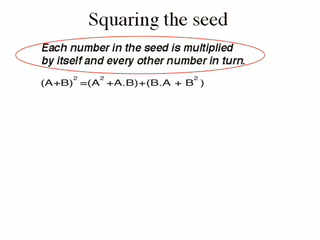 Squaring the seed
Each number in the seed is multiplied
by itself and every other number in turn.
(A+B)² =(A² +A.B)+(B.A + B² )